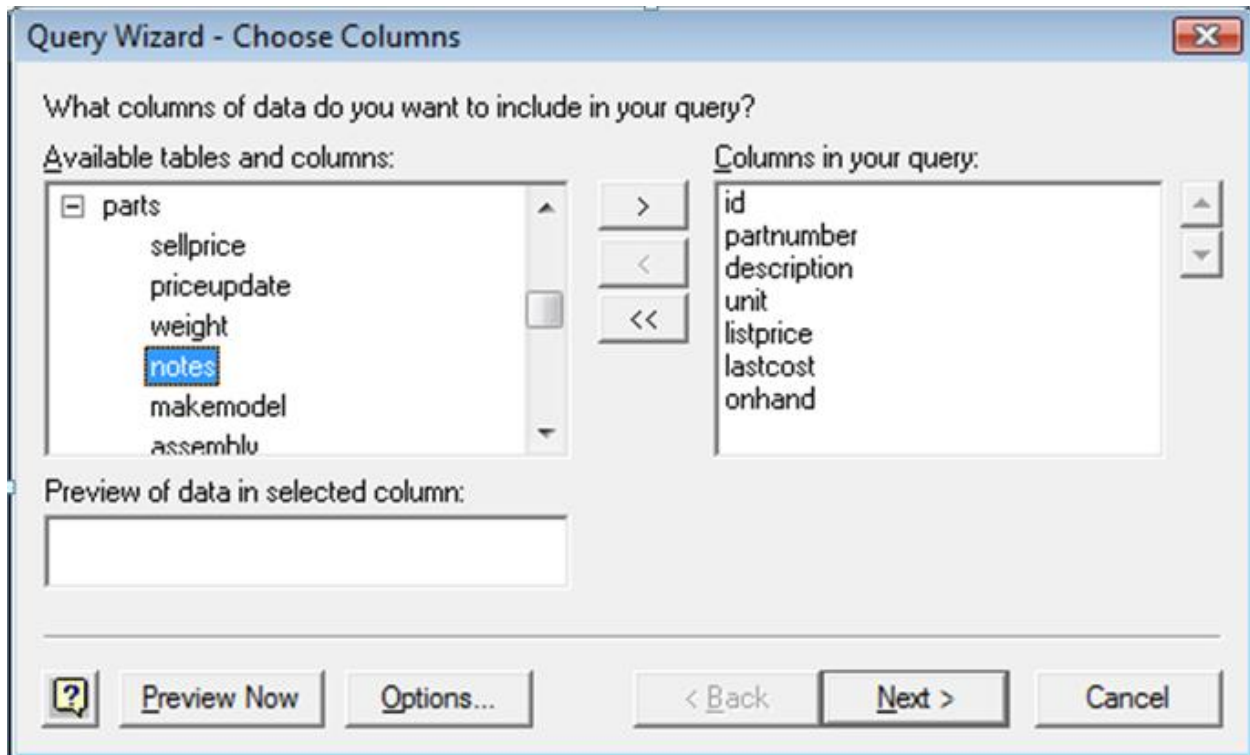 Query Wizard - Choose Columns
What columns of data do you want to include in your query?
Available tables and columns:
parts
sellprice
priceupdate
weight
notes
makemodel
assembly
>
<
<<
Columns in your query:
id
partnumber
description
unit
listprice
lastcost
onhand
Preview of data in selected column:
?
Preview Now
Options...
< Back
Next >
Cancel